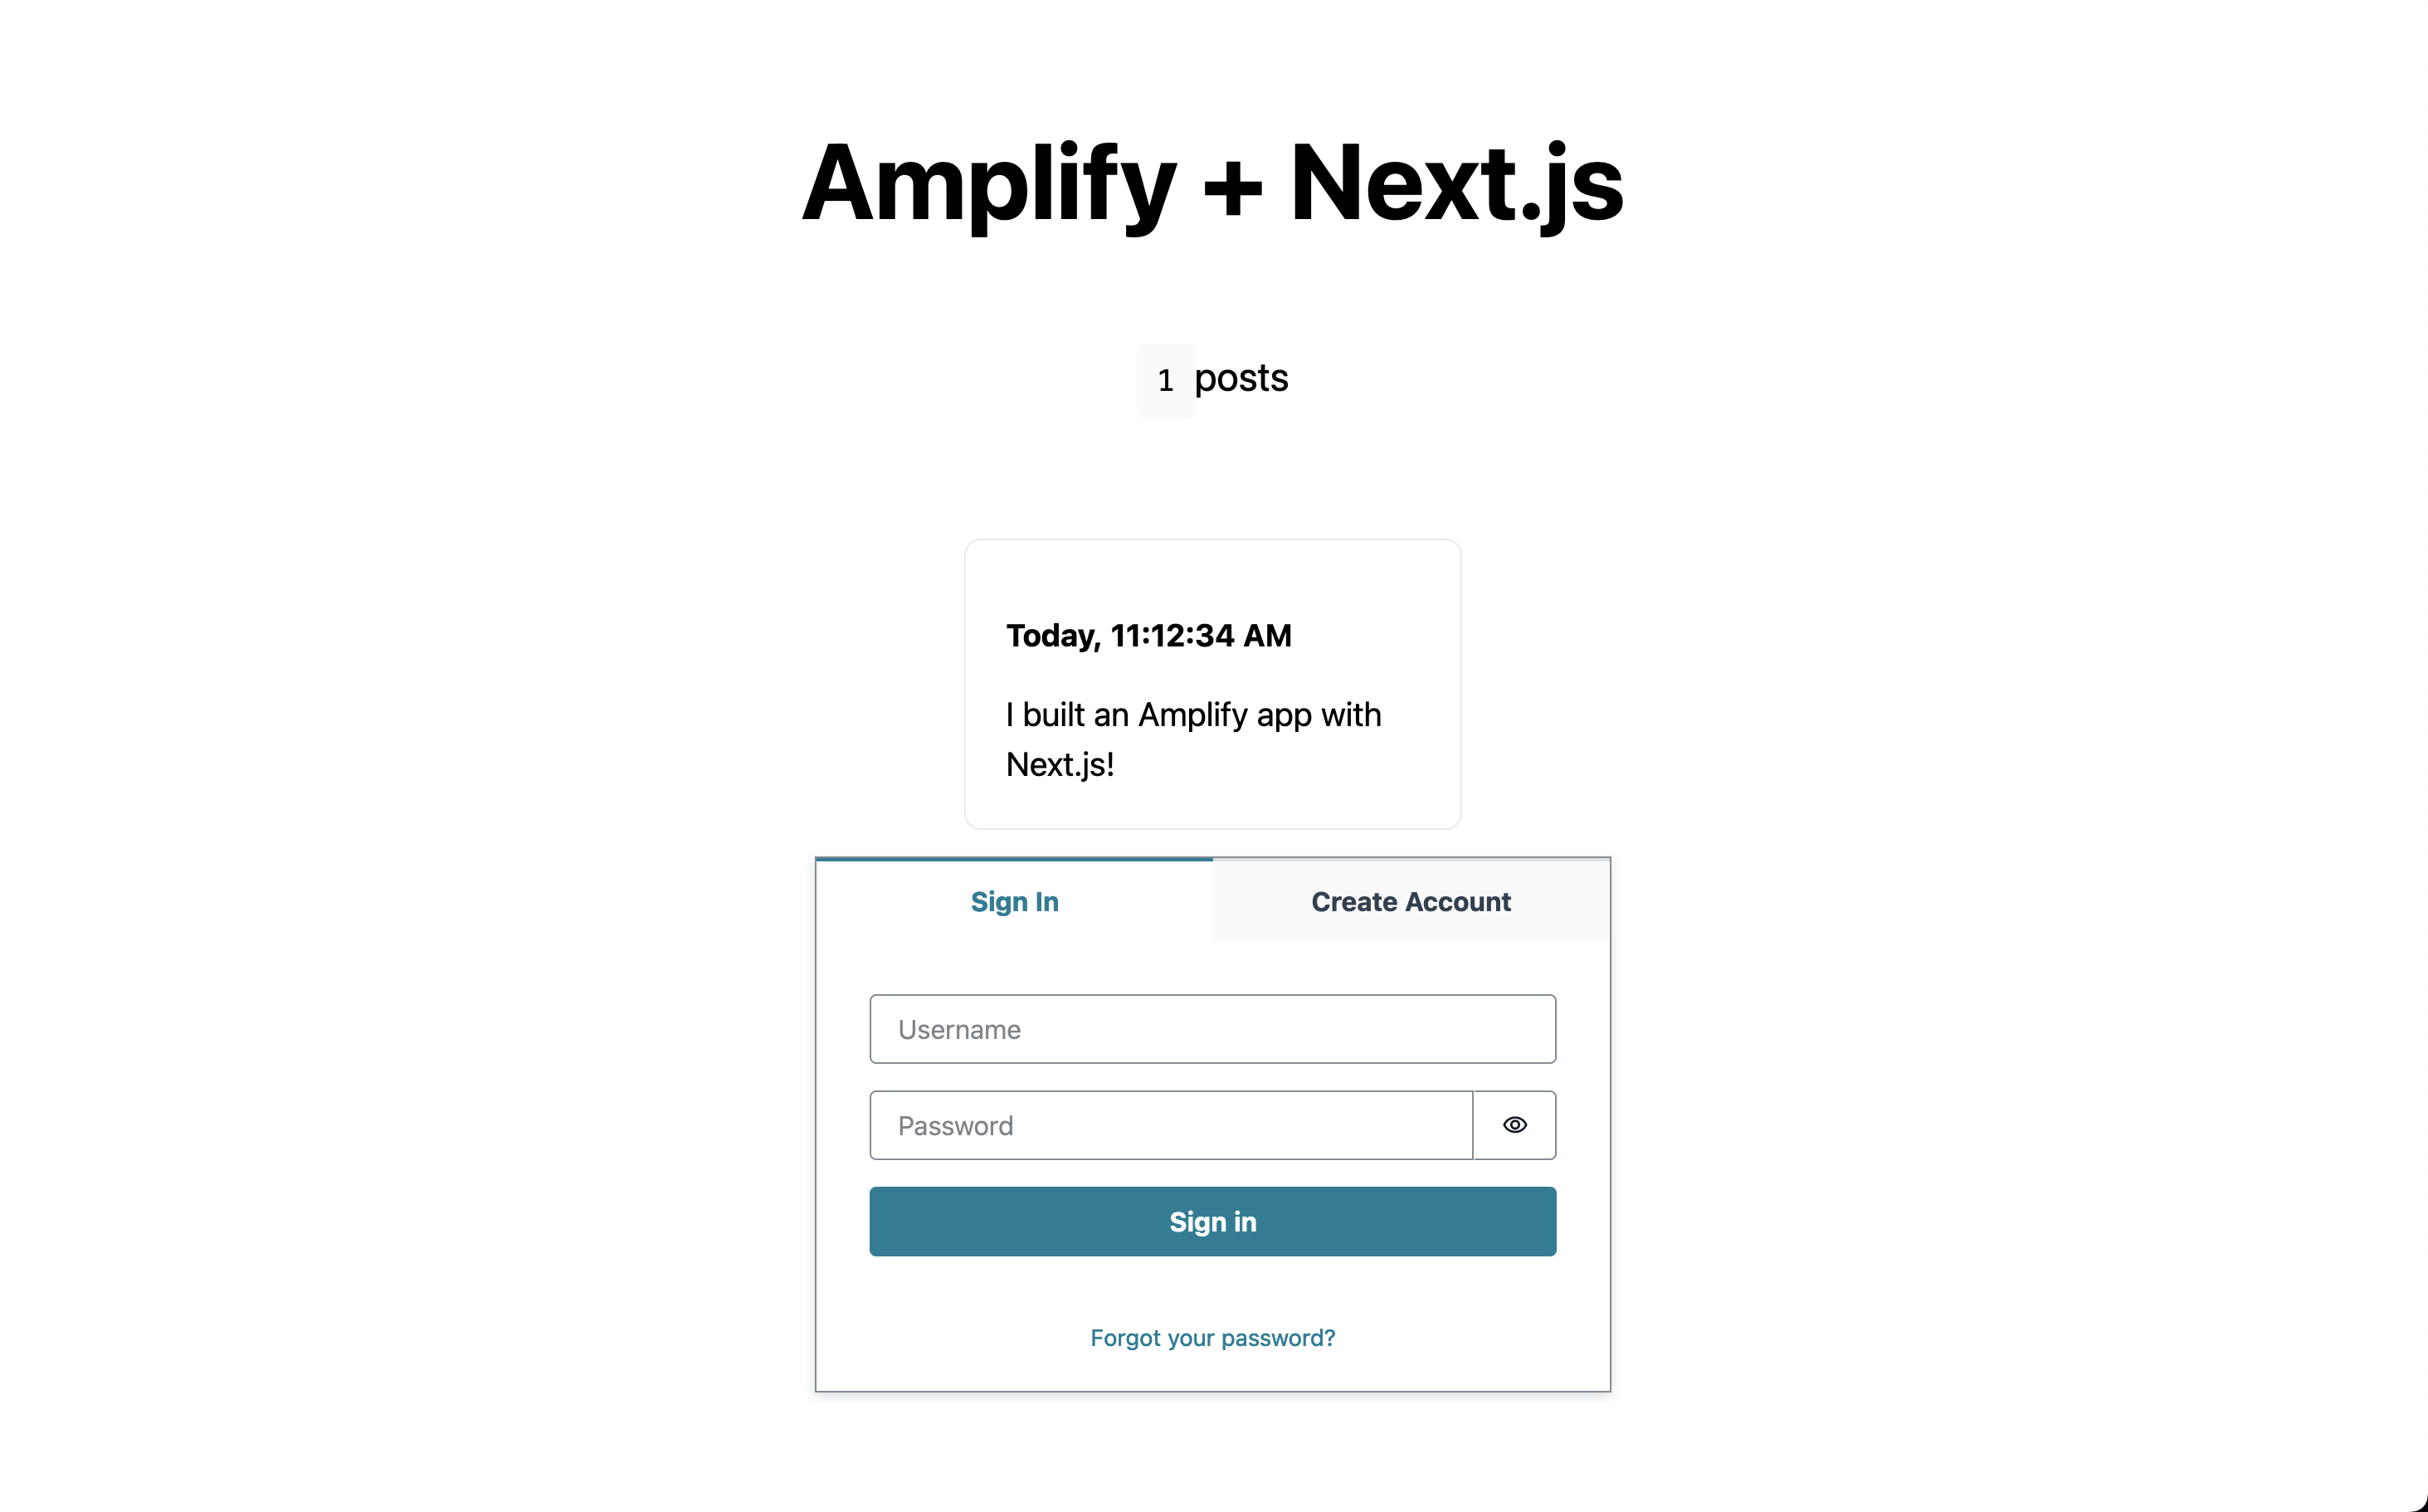 Amplify + Next.js
1 posts
Today, 11:12:34 AM
I built an Amplify app with
Next.js!
Sign In
Create Account
Username
Password
Sign in
Forgot your password?